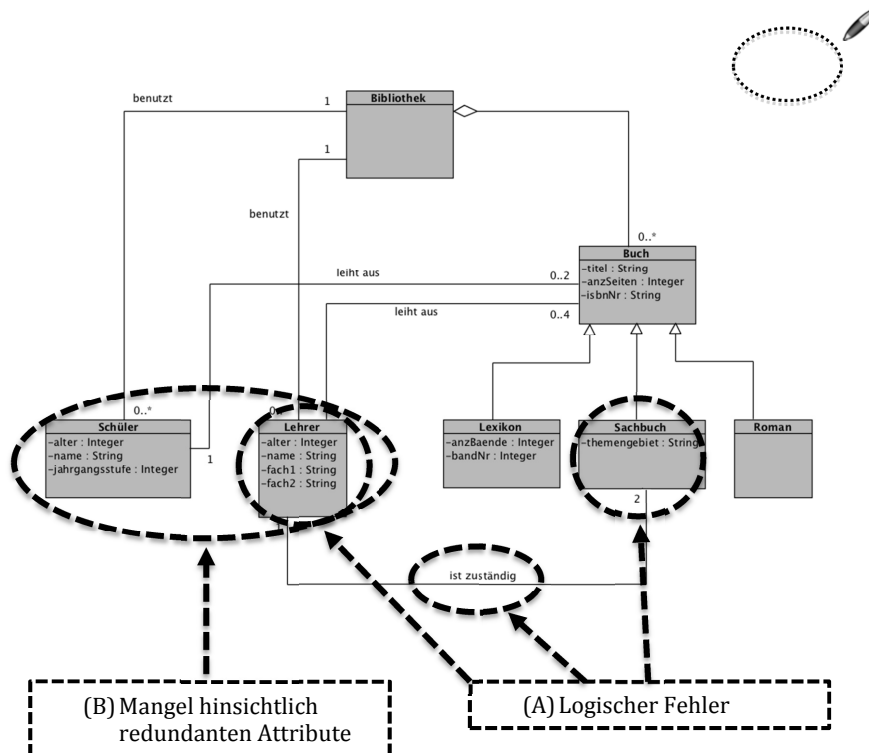 benutzt
1
Bibliothek
1
benutzt
0..*
Buch
-titel : String
-anzSeiten : Integer
-isbnNr : String
leiht aus
0..2
leiht aus
0..4
0..*
Schüler
-alter : Integer
-name : String
-jahrgangsstufe : Integer
1
Lehrer
-alter : Integer
-name : String
-fach1 : String
-fach2 : String
Lexikon
-anzBaende : Integer
-bandNr : Integer
Sachbuch
-themengebiet : String
Roman
2
ist zuständig
(B) Mangel hinsichtlich
redundanten Attribute
(A) Logischer Fehler